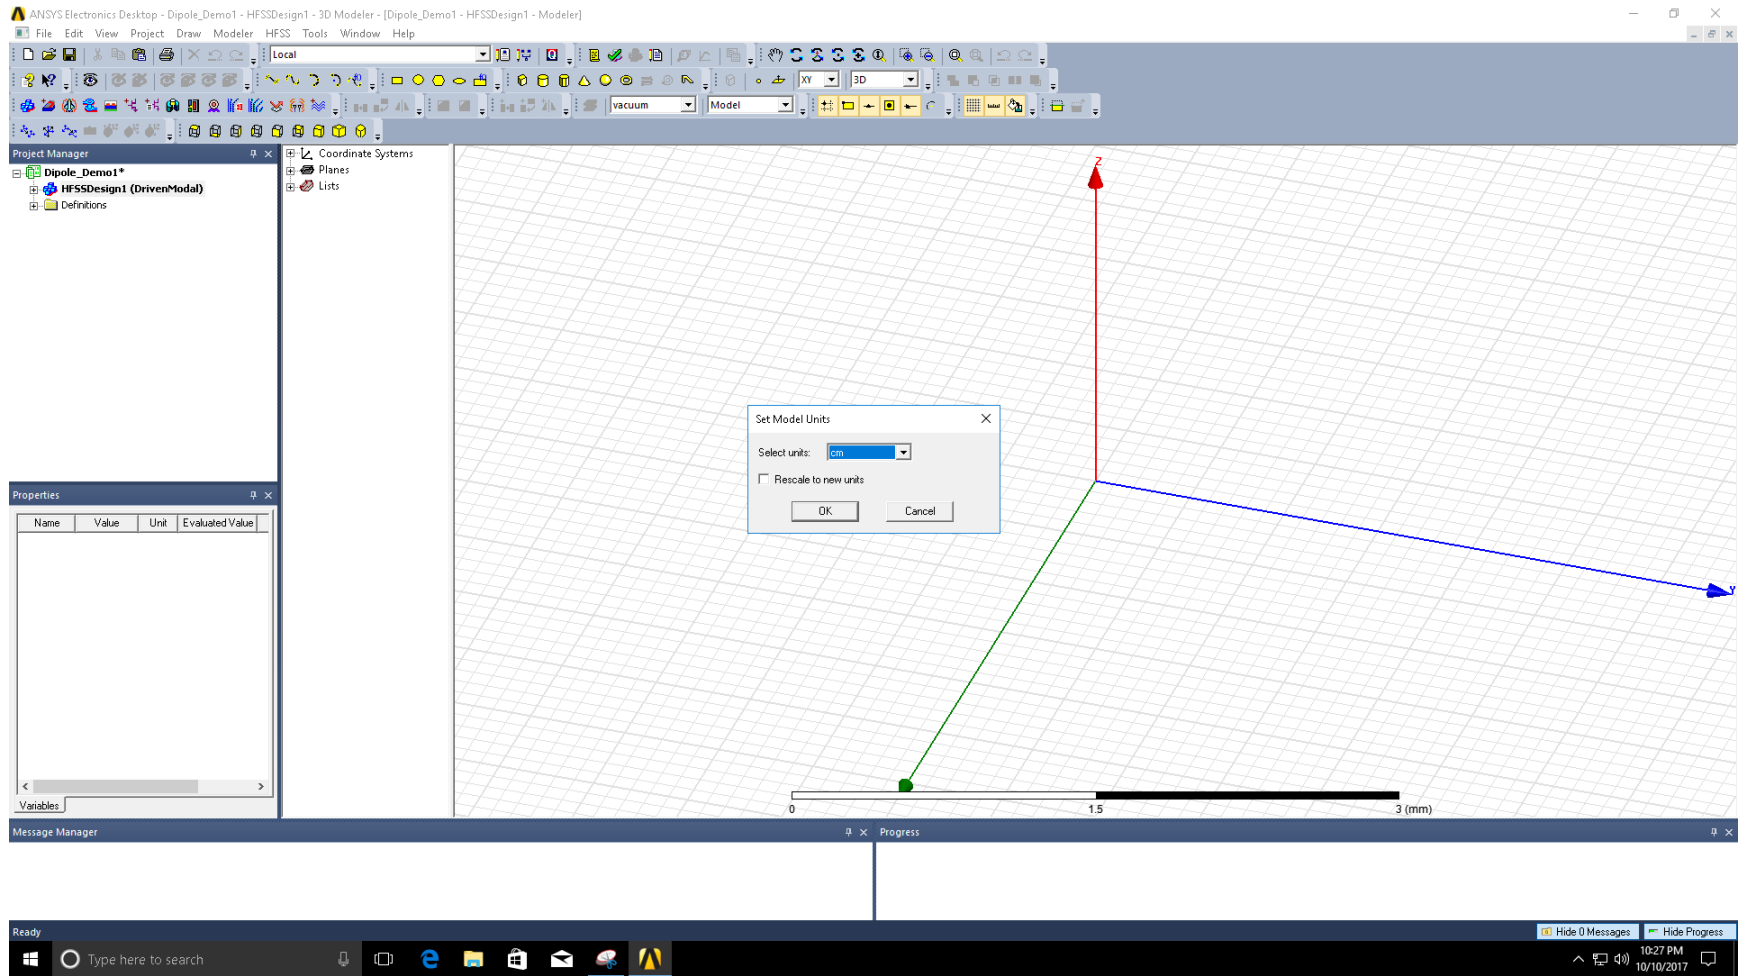 ANSYS Electronics Desktop - Dipole_Demo1 - HFSSDesign1 - 3D Modeler - [Dipole_Demo1 - HFSSDesign1 - Modeler]
File Edit View Project Draw Modeler HFSS Tools Window Help
Local
XY 3D
vacuum Model
Project Manager
Dipole_Demo1*
HFSSDesign1 (DrivenModal)
Definitions
Coordinate Systems
Planes
Lists
Z
Set Model Units
Select units: cm
Rescale to new units
OK Cancel
Y
Properties
Name Value Unit Evaluated Value
Variables
0 1.5 3 (mm)
Message Manager
Progress
Ready
Hide 0 Messages Hide Progress
Type here to search
10:27 PM
10/10/2017